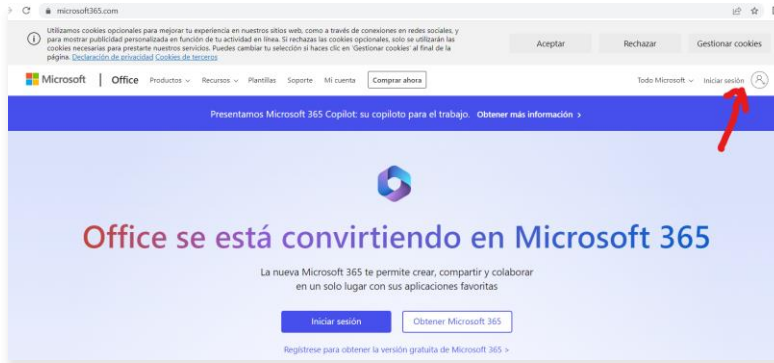 microsoft365.com
Utilizamos cookies opcionales para mejorar tu experiencia en nuestros sitios web, como a través de conexiones en redes sociales, y
para mostrar publicidad personalizada en función de tu actividad en línea. Si rechazas las cookies opcionales, solo se utilizarán las
cookies necesarias para prestarte nuestros servicios. Puedes cambiar tu selección si haces clic en 'Gestionar cookies' al final de la
página. Declaración de privacidad Cookies de terceros
Aceptar Rechazar Gestionar cookies
Microsoft | Office Productos Recursos Plantillas Soporte Mi cuenta Comprar ahora Todo Microsoft Iniciar sesión
Presentamos Microsoft 365 Copilot: su copiloto para el trabajo. Obtener más información >
Office se está convirtiendo en Microsoft 365
La nueva Microsoft 365 te permite crear, compartir y colaborar
en un solo lugar con sus aplicaciones favoritas
Iniciar sesión Obtener Microsoft 365
Regístrese para obtener la versión gratuita de Microsoft 365 >